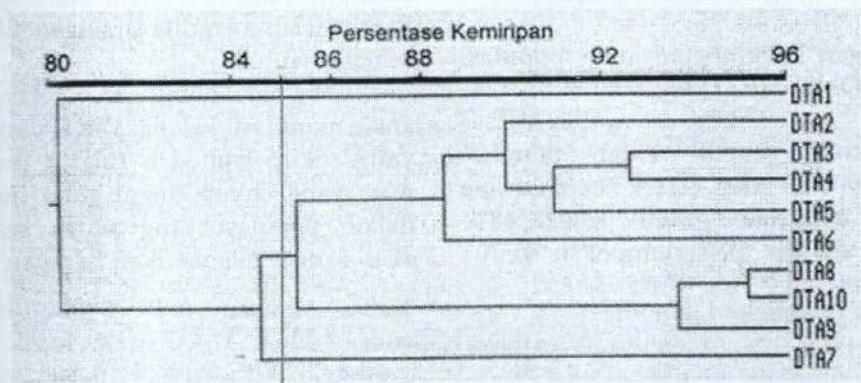 Persentase Kemiripan
80 84 86 88 92 96
DTA1
DTA2
DTA3
DTA4
DTA5
DTA6
DTA8
DTA10
DTA9
DTA7